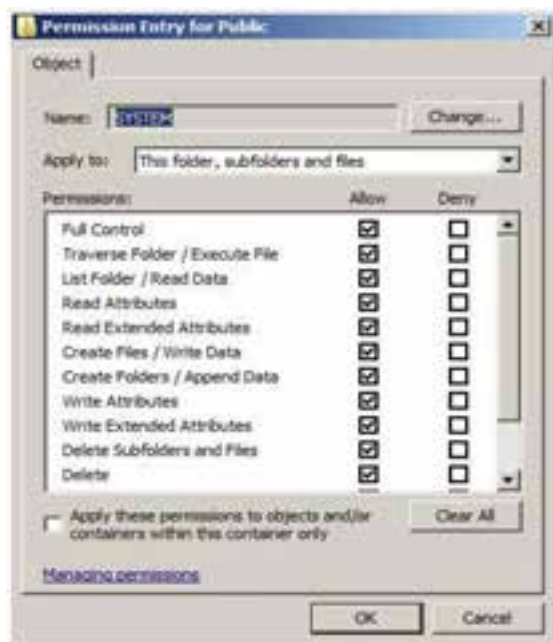 Permission Entry for Public
Object
Name: SYSTEM Change...
Apply to: This folder, subfolders and files
Permissions: Allow Deny
Full Control
Traverse Folder / Execute File
List Folder / Read Data
Read Attributes
Read Extended Attributes
Create Files / Write Data
Create Folders / Append Data
Write Attributes
Write Extended Attributes
Delete Subfolders and Files
Delete
Apply these permissions to objects and/or Clear All
containers within this container only
Managing permissions
OK Cancel